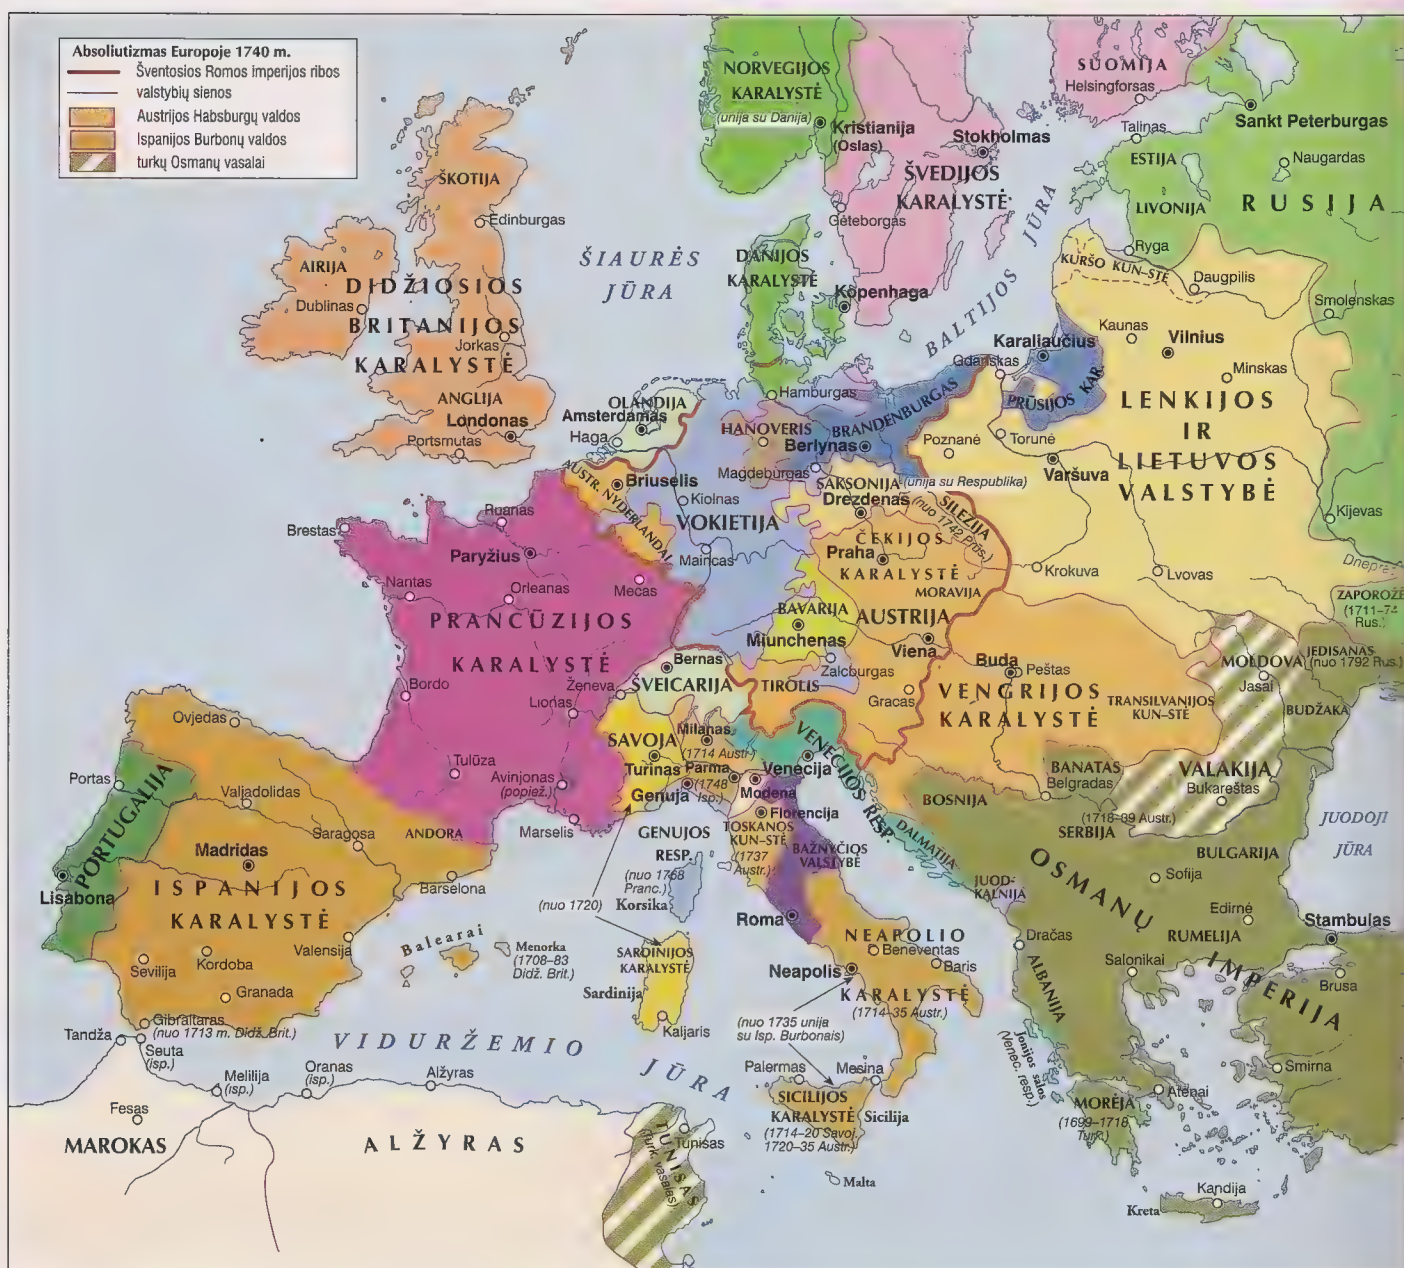 Absoliutizmas Europoje 1740 m.
Šventosios Romos imperijos ribos
valstybių sienos
Austrijos Habsburgų valdos
Ispanijos Burbonų valdos
turkų Osmanų vasalai
NORVEGIJOS
KARALYSTĖ
(unija su Danija)
Kristianija
(Oslas)
Stokholmas
ŠVEDIJOS
KARALYSTĖ
Gėteborgas
SUOMIJA
Helsingforsas
Sankt Peterburgas
Talinas
ESTIJA
Naugardas
LIVONIJA
RUSIJA
Ryga
KURŠO KUN–STĖ
Daugpilis
Smolenskas
ŠKOTIJA
Edinburgas
AIRIJA
Dublinas
DIDŽIOSIOS
BRITANIJOS
KARALYSTĖ
Jorkas
ANGLIJA
Londonas
Portsmutas
ŠIAURĖS
JŪRA
DANIJOS
KARALYSTĖ
Kopenhaga
BALTIJOS JŪRA
Karaliaučius
Gdanskas
PRŪSIJOS KAR.
Kaunas
Vilnius
Minskas
LENKIJOS
IR
LIETUVOS
VALSTYBĖ
Hamburgas
OLANDIJA
Amsterdamas
Haga
HANOVERIS
BRANDENBURGAS
Berlynas
Magdeburgas
Poznanė
Torunė
Varšuva
AUSTR. NYDERLANDAI
Briuselis
Kiolnas
SAKSONIJA
(unija su Respublika)
Drezdenas
SILEZIJA
(nuo 1742 Prūs.)
VOKIETIJA
ČEKIJOS
Praha
KARALYSTĖ
MORAVIJA
Maincas
Krokuva
Lvovas
Kijevas
Dnepras
ZAPOROŽĖ
(1711–74
Rus.)
Brestas
Ruanas
Paryžius
Nantas
Orleanas
Mecas
PRANCŪZIJOS
KARALYSTĖ
BAVARIJA
Miunchenas
AUSTRIJA
Viena
Zalcburgas
Buda
Peštas
Bernas
Ženeva
ŠVEICARIJA
TIROLIS
Gracas
VENGRIJOS
KARALYSTĖ
TRANSILVANIJOS
KUN–STĖ
MOLDOVA
Jasai
JEDISANAS
(nuo 1792 Rus.)
BUDŽAKA
Bordo
Lionas
Ovjedas
SAVOJA
Turinas
Milanas
(1714 Austr.)
Parma
(1748
Isp.)
VENECIJOS RESP.
Venecija
Modena
Genuja
Tulūza
Avinjonas
(popiež.)
Marselis
GENUJOS
RESP.
(nuo 1768
Pranc.)
Korsika
Florencija
TOSKANOS
KUN–STĖ
(1737
Austr.)
BAŽNYČIOS
VALSTYBĖ
DALMATIJA
BOSNIJA
BANATAS
Belgradas
(1718–39 Austr.)
SERBIJA
VALAKIJA
Bukareštas
BULGARIJA
JUODOJI
JŪRA
Portas
PORTUGALIJA
Lisabona
Valjadolidas
Saragosa
ANDORA
Madridas
ISPANIJOS
KARALYSTĖ
Barselona
Valensija
Sevilija
Kordoba
Granada
Gibraltaras
(nuo 1713 m. Didž. Brit.)
Balearai
Menorka
(1708–83
Didž. Brit.)
(nuo 1720)
SARDINIJOS
KARALYSTĖ
Sardinija
Kaljaris
Roma
NEAPOLIO
Beneventas
Neapolis
Baris
KARALYSTĖ
(1714–35 Austr.)
(nuo 1735 unija
su Isp. Burbonais)
Palermas
Mesina
SICILIJOS
KARALYSTĖ
Sicilija
(1714–20 Savoj.
1720–35 Austr.)
Malta
JUOD–
KALNIJA
OSMANŲ
IMPERIJA
Sofija
Edirnė
Stambulas
RUMELIJA
Dračas
ALBANIJA
Salonikai
Brusa
Jonijos salos
(Venec. resp.)
Smirna
Atėnai
MORĖJA
(1699–1718
Turk.)
Kandija
Kreta
VIDURŽEMIO
JŪRA
Tandža
Seuta
(isp.)
Melilija
(isp.)
Oranas
(isp.)
Alžyras
Fesas
MAROKAS
ALŽYRAS
Tunisas
TUNISAS
(Turk. vasalas)